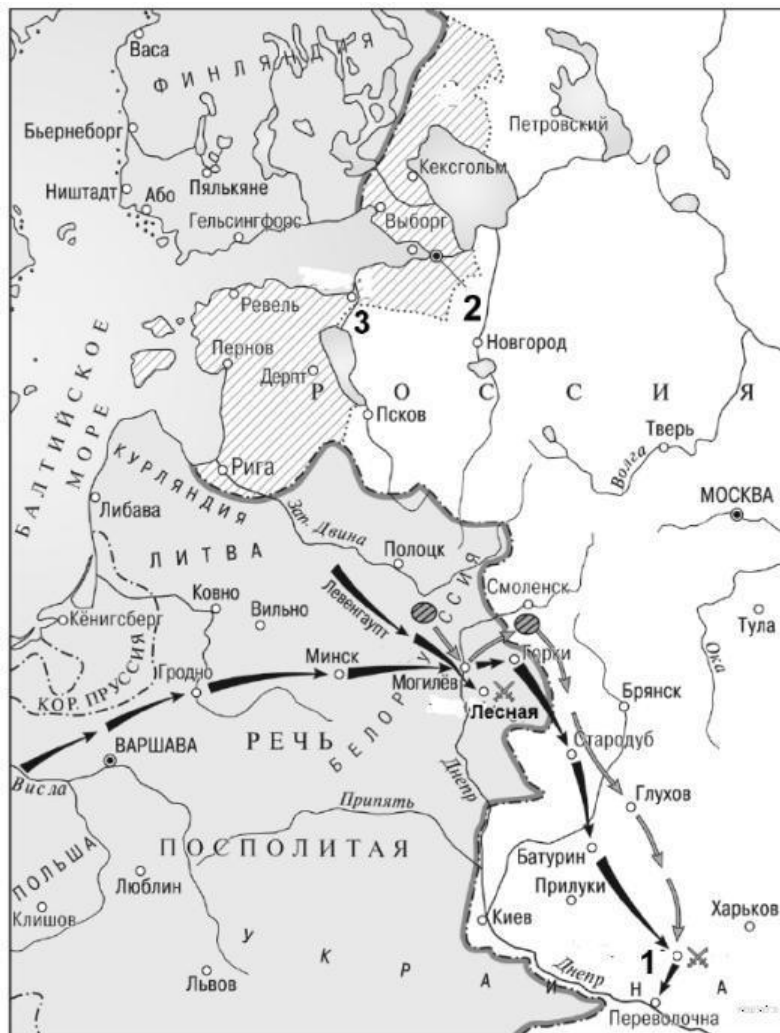 Васа
ФИНЛЯНДИЯ
Петровский
Бьернеборг
Кексгольм
Ништадт
Або
Пялькяне
Выборг
Гельсингфорс
2
Ревель
3
Новгород
Пернов
Дерпт
РОССИЯ
БАЛТИЙСКОЕ
МОРЕ
Псков
Тверь
Рига
Волга
КУРЛЯНДИЯ
Либава
МОСКВА
Зап. Двина
ЛИТВА
Полоцк
Смоленск
Ковно
Левенгаупт
Кёнигсберг
Вильно
Тула
КОР. ПРУССИЯ
Минск
Горки
Ока
Гродно
Могилёв
БЕЛОРУССИЯ
Брянск
Лесная
ВАРШАВА
РЕЧЬ
Стародуб
Висла
Днепр
Глухов
Припять
ПОСПОЛИТАЯ
Батурин
ПОЛЬША
Люблин
Прилуки
Клишов
Киев
Харьков
УКРАИНА
1
Львов
Днепр
Переволочна